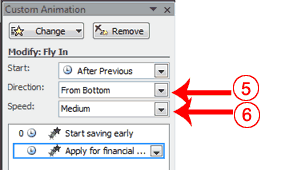 Custom Animation
Change Remove
Modify: Fly In
Start: After Previous
Direction: From Bottom 5
Speed: Medium 6
0 Start saving early
Apply for financial ...